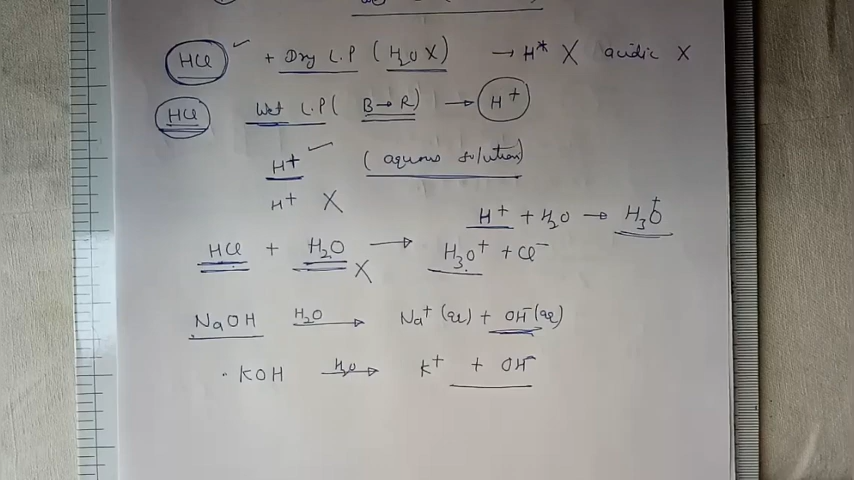 HCl + Dry L.P (H₂O X) → H* X acidic X
HCl Wet L.P( B→R) → H+
H+ ✓ (aqueous solution)
H+ X
H+ + H₂O → H₃O+
HCl + H₂O → H₃O+ + Cl-
X
NaOH H₂O → Na+ (aq) + OH- (aq)
· KOH H₂O → K+ + OH-